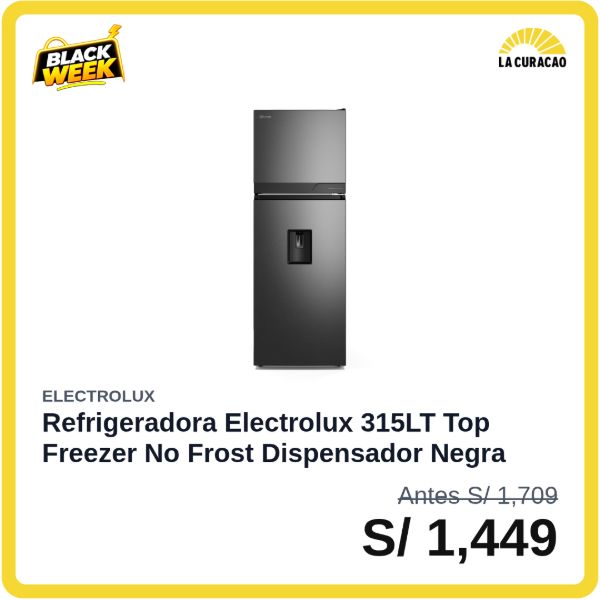 BLACK
WEEK
LA CURACAO
ELECTROLUX
Refrigeradora Electrolux 315LT Top
Freezer No Frost Dispensador Negra
Antes S/ 1,709
S/ 1,449